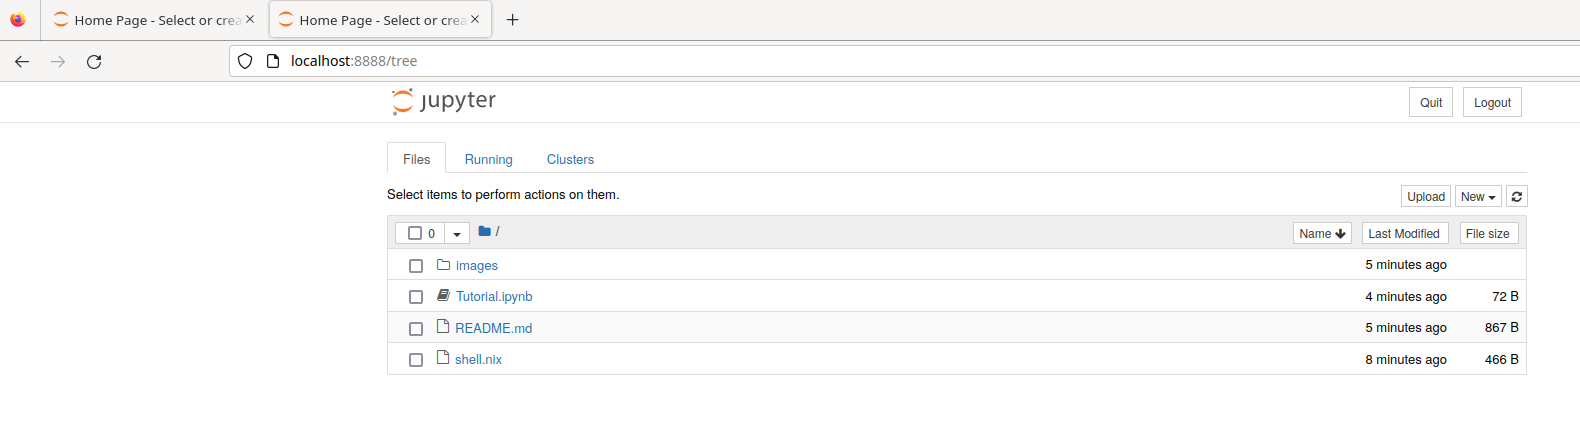 Home Page - Select or crea
Home Page - Select or crea
localhost:8888/tree
jupyter
Quit
Logout
Files
Running
Clusters
Select items to perform actions on them.
Upload
New
0
/
Name
Last Modified
File size
images
5 minutes ago
Tutorial.ipynb
4 minutes ago
72 B
README.md
5 minutes ago
867 B
shell.nix
8 minutes ago
466 B